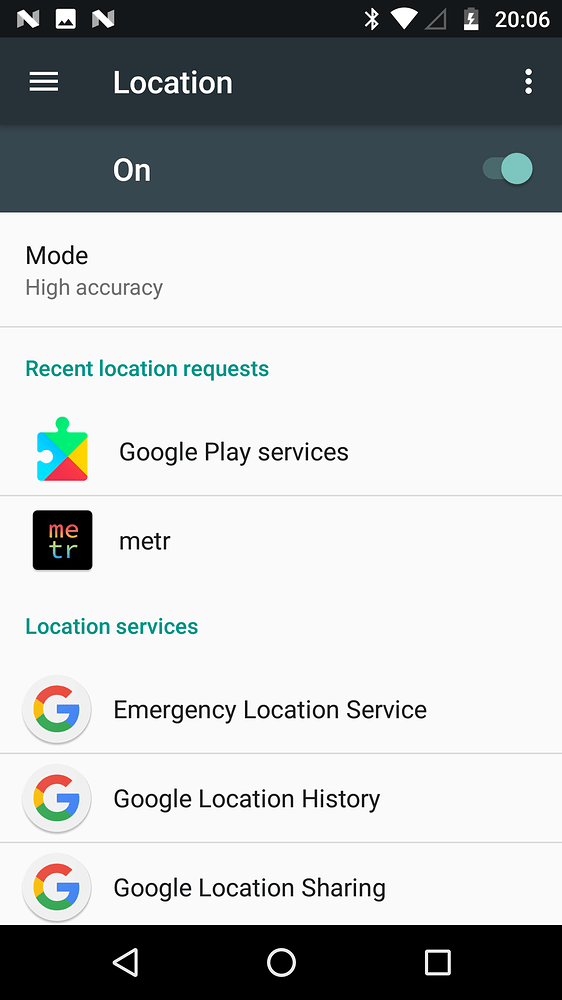 20:06
Location
On
Mode
High accuracy
Recent location requests
Google Play services
me
tr
metr
Location services
Emergency Location Service
Google Location History
Google Location Sharing